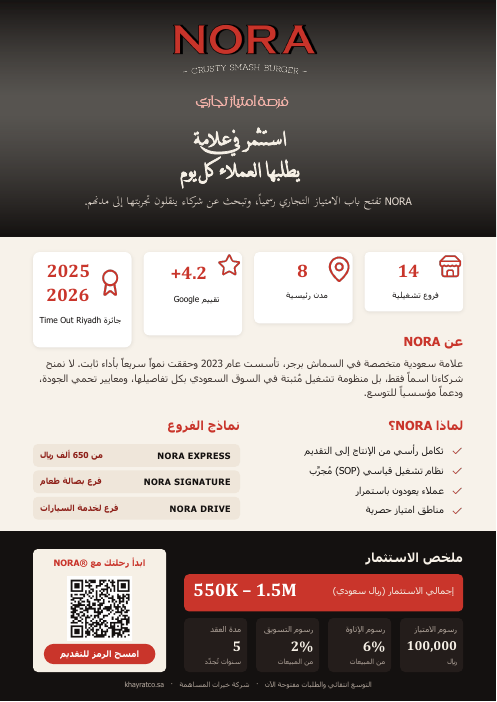 NORA
~ CRUSTY SMASH BURGER ~
فرصة امتياز تجاري
استثمر في علامة
يطلبها العملاء كل يوم
NORA تفتح باب الامتياز التجاري رسمياً، وتبحث عن شركاء ينقلون تجربتها إلى مدنهم.
14
فروع تشغيلية
8
مدن رئيسية
4.2+
تقييم Google
2025
2026
جائزة Time Out Riyadh
عن NORA
علامة سعودية متخصصة في السماش برجر، تأسست عام 2023 وحققت نمواً سريعاً بأداء ثابت. لا نمنح
شركاءنا اسماً فقط، بل منظومة تشغيل مُثبتة في السوق السعودي بكل تفاصيلها، ومعايير تحمي الجودة،
ودعماً مؤسسياً للتوسع.
لماذا NORA؟
تكامل رأسي من الإنتاج إلى التقديم
نظام تشغيل قياسي (SOP) مُجرَّب
عملاء يعودون باستمرار
مناطق امتياز حصرية
نماذج الفروع
NORA EXPRESS من 650 ألف ريال
NORA SIGNATURE فرع بصالة طعام
NORA DRIVE فرع لخدمة السيارات
ملخص الاستثمار
إجمالي الاستثمار (ريال سعودي) 550K – 1.5M
رسوم الامتياز
100,000
ريال
رسوم الإتاوة
6%
من المبيعات
رسوم التسويق
2%
من المبيعات
مدة العقد
5
سنوات تُجدَّد
ابدأ رحلتك مع NORA®
امسح الرمز للتقديم
التوسع انتقائي والطلبات مفتوحة الآن · شركة خيرات المساهمة · khayratco.sa